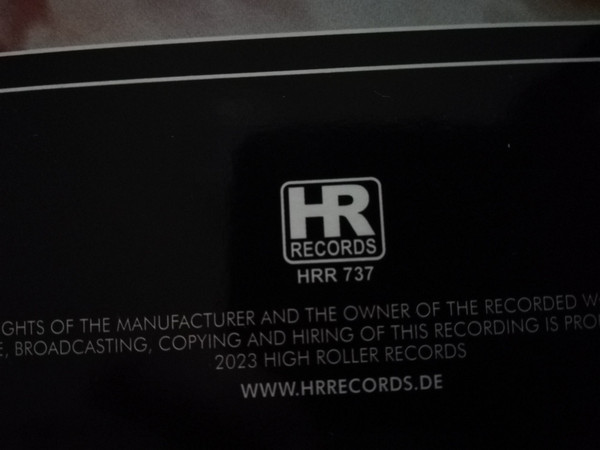 HR
RECORDS
HRR 737
GHTS OF THE MANUFACTURER AND THE OWNER OF THE RECORDED W
E, BROADCASTING, COPYING AND HIRING OF THIS RECORDING IS PRO
2023 HIGH ROLLER RECORDS
WWW.HRRECORDS.DE